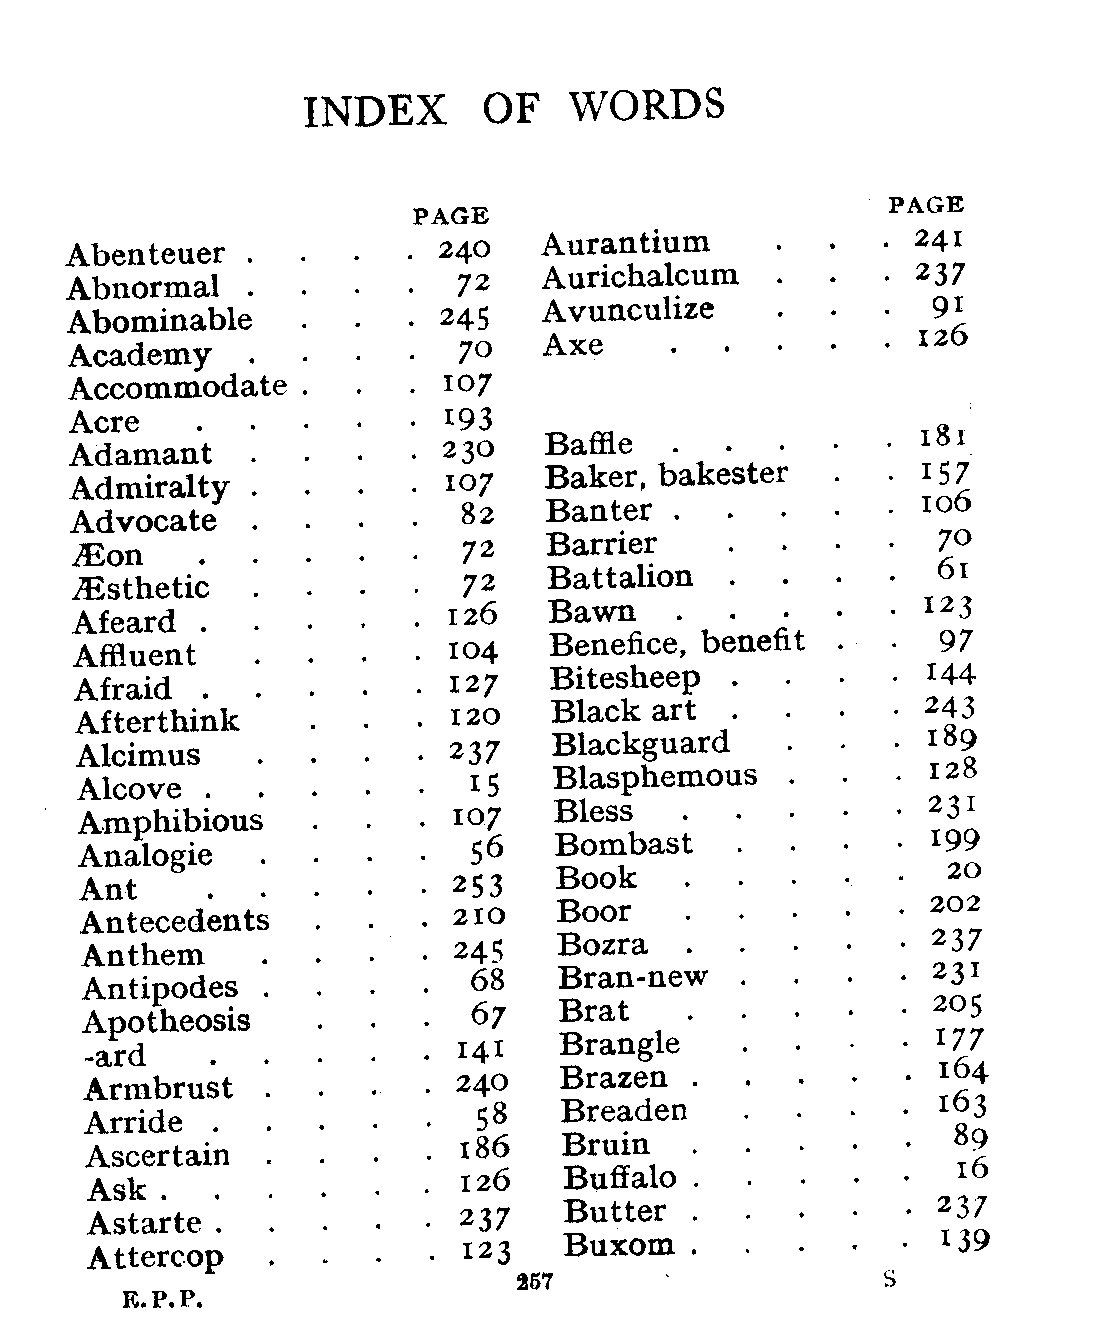 INDEX OF WORDS
PAGE
Abenteuer . . . . 240
Abnormal . . . . 72
Abominable . . . 245
Academy . . . . 70
Accommodate . . . 107
Acre . . . . . 193
Adamant . . . . 230
Admiralty . . . . 107
Advocate . . . . 82
Æon . . . . . 72
Æsthetic . . . . 72
Afeard . . . . . 126
Affluent . . . . 104
Afraid . . . . . 127
Afterthink . . . 120
Alcimus . . . . 237
Alcove . . . . . 15
Amphibious . . . 107
Analogie . . . . 56
Ant . . . . . 253
Antecedents . . . 210
Anthem . . . . 245
Antipodes . . . . 68
Apotheosis . . . 67
-ard . . . . . 141
Armbrust . . . . 240
Arride . . . . . 58
Ascertain . . . . 186
Ask . . . . . . 126
Astarte . . . . . 237
Attercop . . . . 123
PAGE
Aurantium . . . 241
Aurichalcum . . . 237
Avunculize . . . 91
Axe . . . . . 126
Baffle . . . . . 181
Baker, bakester . . 157
Banter . . . . . 106
Barrier . . . . 70
Battalion . . . . 61
Bawn . . . . . 123
Benefice, benefit . . 97
Bitesheep . . . . 144
Black art . . . . 243
Blackguard . . . 189
Blasphemous . . . 128
Bless . . . . . 231
Bombast . . . . 199
Book . . . . . 20
Boor . . . . . 202
Bozra . . . . . 237
Bran-new . . . . 231
Brat . . . . . 205
Brangle . . . . 177
Brazen . . . . . 164
Breaden . . . . 163
Bruin . . . . . 89
Buffalo . . . . . 16
Butter . . . . . 237
Buxom . . . . . 139
E.P.P. 257 S